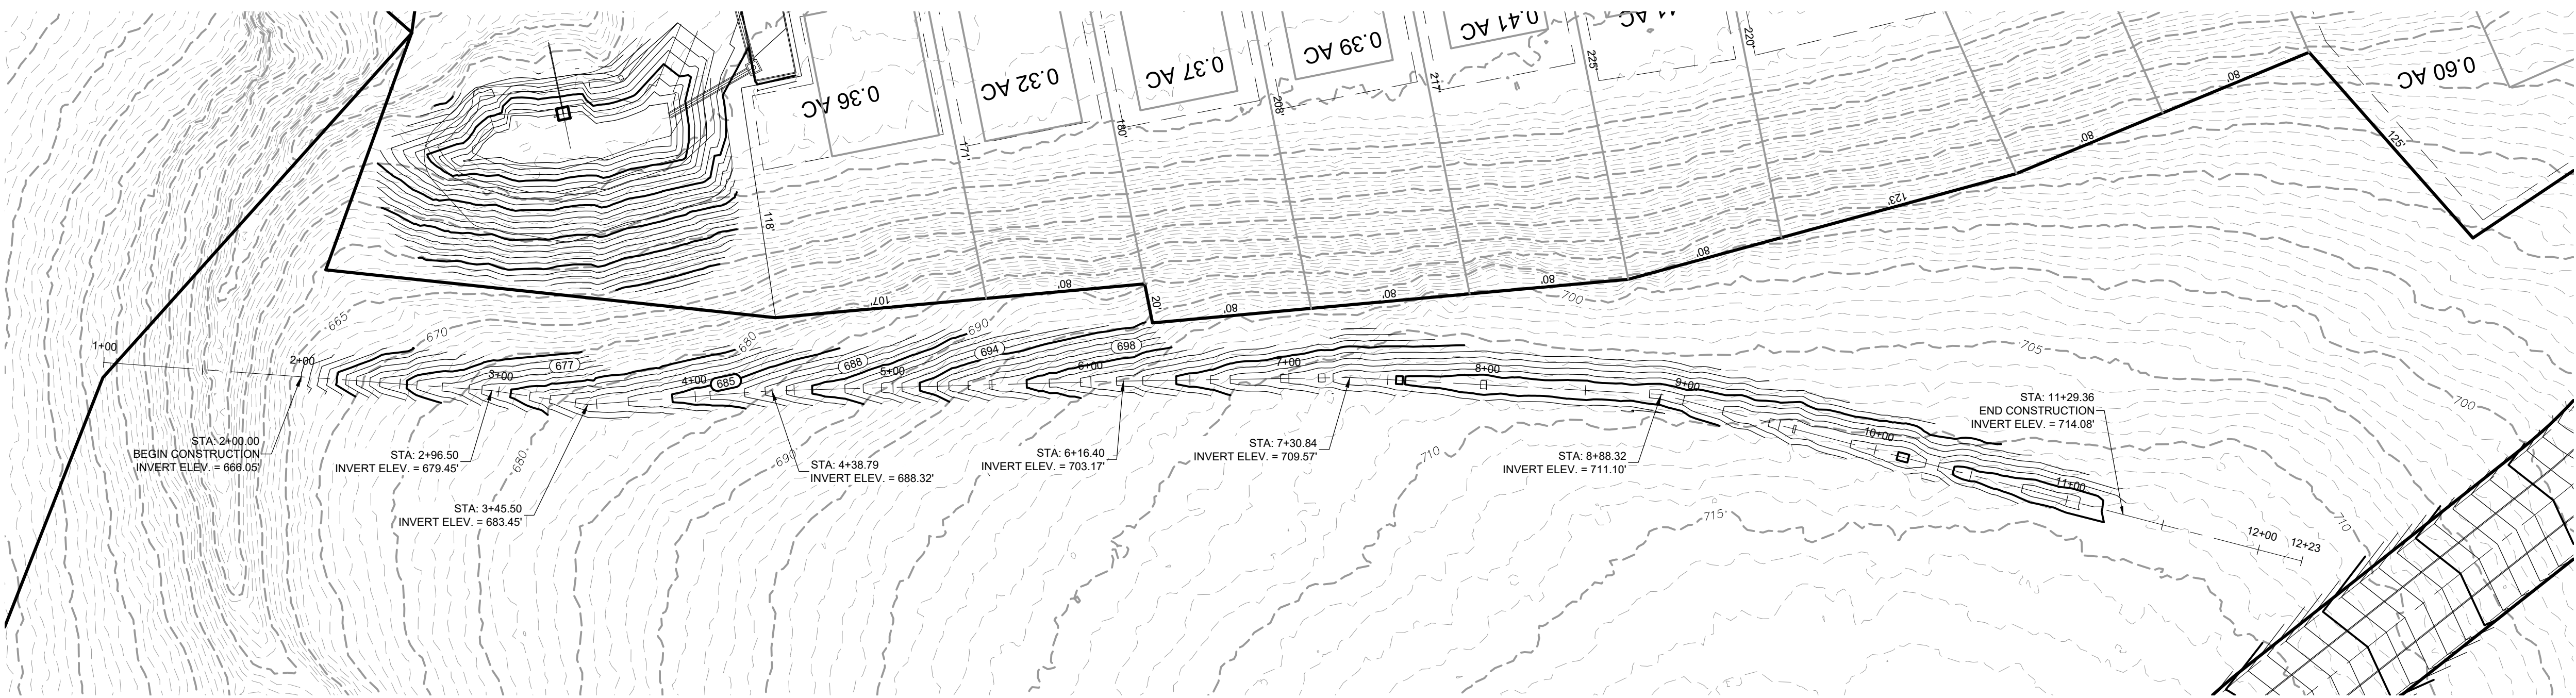 0.36 AC
0.32 AC
0.37 AC
0.39 AC
0.41 AC
0.60 AC
171'
180'
208'
217'
225'
220'
125'
118'
107'
80'
20'
80'
80'
80'
80'
123'
80'
80'
665
670
680
690
700
705
700
710
680
690
710
715
677
685
688
694
698
1+00
2+00
3+00
4+00
5+00
6+00
7+00
8+00
9+00
10+00
11+00
12+00
12+23
STA: 2+00.00
BEGIN CONSTRUCTION
INVERT ELEV. = 666.05'
STA: 2+96.50
INVERT ELEV. = 679.45'
STA: 3+45.50
INVERT ELEV. = 683.45'
STA: 4+38.79
INVERT ELEV. = 688.32'
STA: 6+16.40
INVERT ELEV. = 703.17'
STA: 7+30.84
INVERT ELEV. = 709.57'
STA: 8+88.32
INVERT ELEV. = 711.10'
STA: 11+29.36
END CONSTRUCTION
INVERT ELEV. = 714.08'